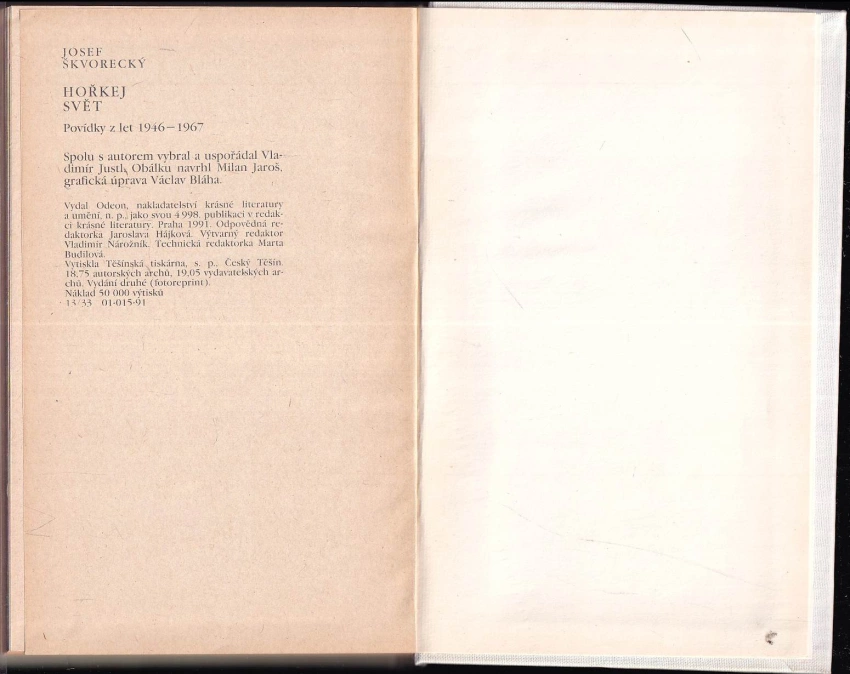 JOSEF
ŠKVORECKÝ
HOŘKEJ
SVĚT
Povídky z let 1946–1967
Spolu s autorem vybral a uspořádal Vla-
dimír Justl. Obálku navrhl Milan Jaroš,
grafická úprava Václav Bláha.
Vydal Odeon, nakladatelství krásné literatury
a umění, n. p., jako svou 4 998. publikaci v redak-
ci krásné literatury. Praha 1991. Odpovědná re-
daktorka Jaroslava Hájková. Výtvarný redaktor
Vladimír Nárožník. Technická redaktorka Marta
Budilová.
Vytiskla Těšínská tiskárna, s. p., Český Těšín.
18,75 autorských archů, 19,05 vydavatelských ar-
chů. Vydání druhé (fotoreprint).
Náklad 50 000 výtisků
13/33 01-015-91